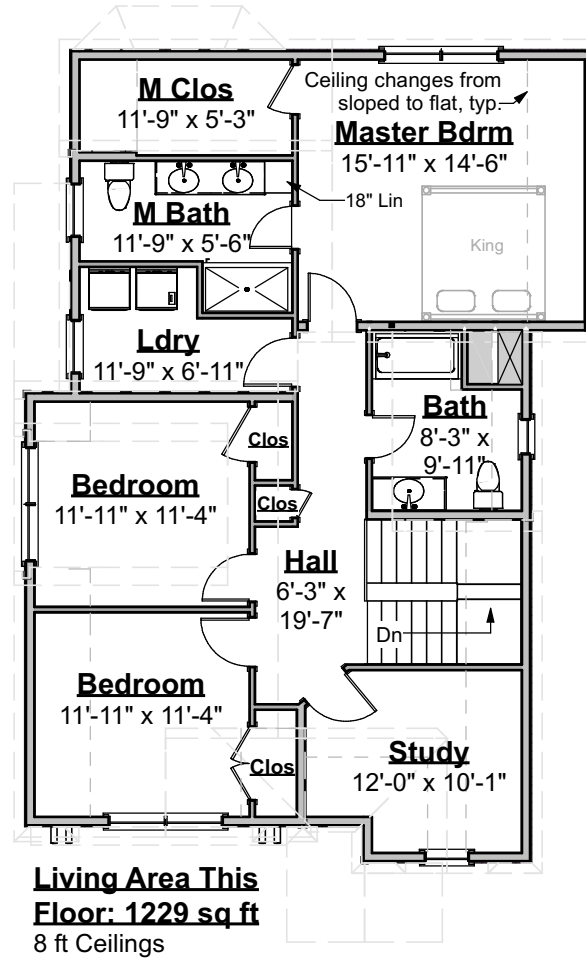 M Clos
11'-9" x 5'-3"
Ceiling changes from
sloped to flat, typ.
Master Bdrm
15'-11" x 14'-6"
18" Lin
M Bath
11'-9" x 5'-6"
King
Ldry
11'-9" x 6'-11"
Bath
8'-3" x
9'-11"
Clos
Bedroom
11'-11" x 11'-4"
Clos
Hall
6'-3" x
19'-7"
Dn
Bedroom
11'-11" x 11'-4"
Clos
Study
12'-0" x 10'-1"
Living Area This
Floor: 1229 sq ft
8 ft Ceilings